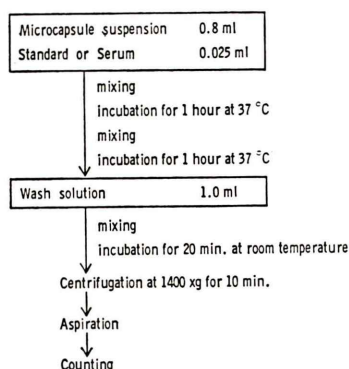 Microcapsule suspension 0.8 ml
Standard or Serum 0.025 ml
mixing
incubation for 1 hour at 37 °C
mixing
incubation for 1 hour at 37 °C
Wash solution 1.0 ml
mixing
incubation for 20 min. at room temperature
Centrifugation at 1400 xg for 10 min.
Aspiration
Counting